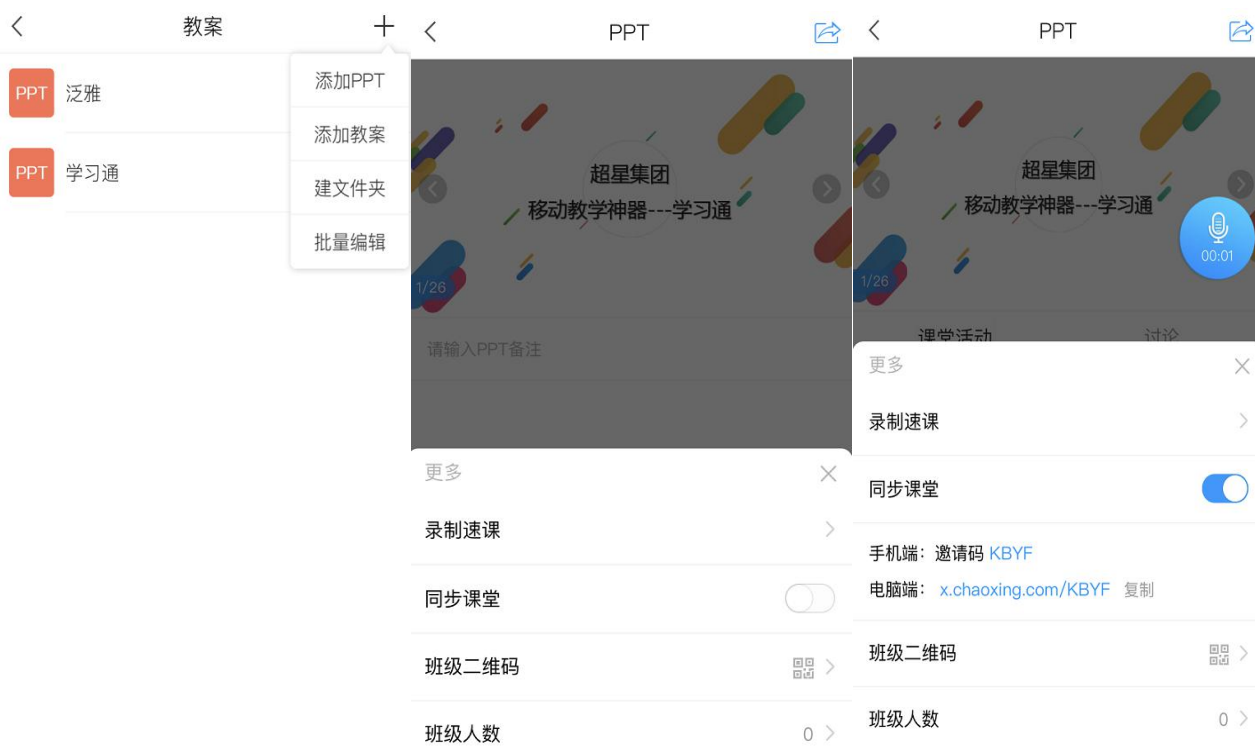 教案
PPT 泛雅
PPT 学习通
添加PPT
添加教案
建文件夹
批量编辑
PPT
超星集团
移动教学神器---学习通
1/26
请输入PPT备注
更多
录制速课
同步课堂
班级二维码
班级人数 0
PPT
超星集团
移动教学神器---学习通
00:01
1/26
课堂活动 讨论
更多
录制速课
同步课堂
手机端：邀请码 KBYF
电脑端： x.chaoxing.com/KBYF 复制
班级二维码
班级人数 0